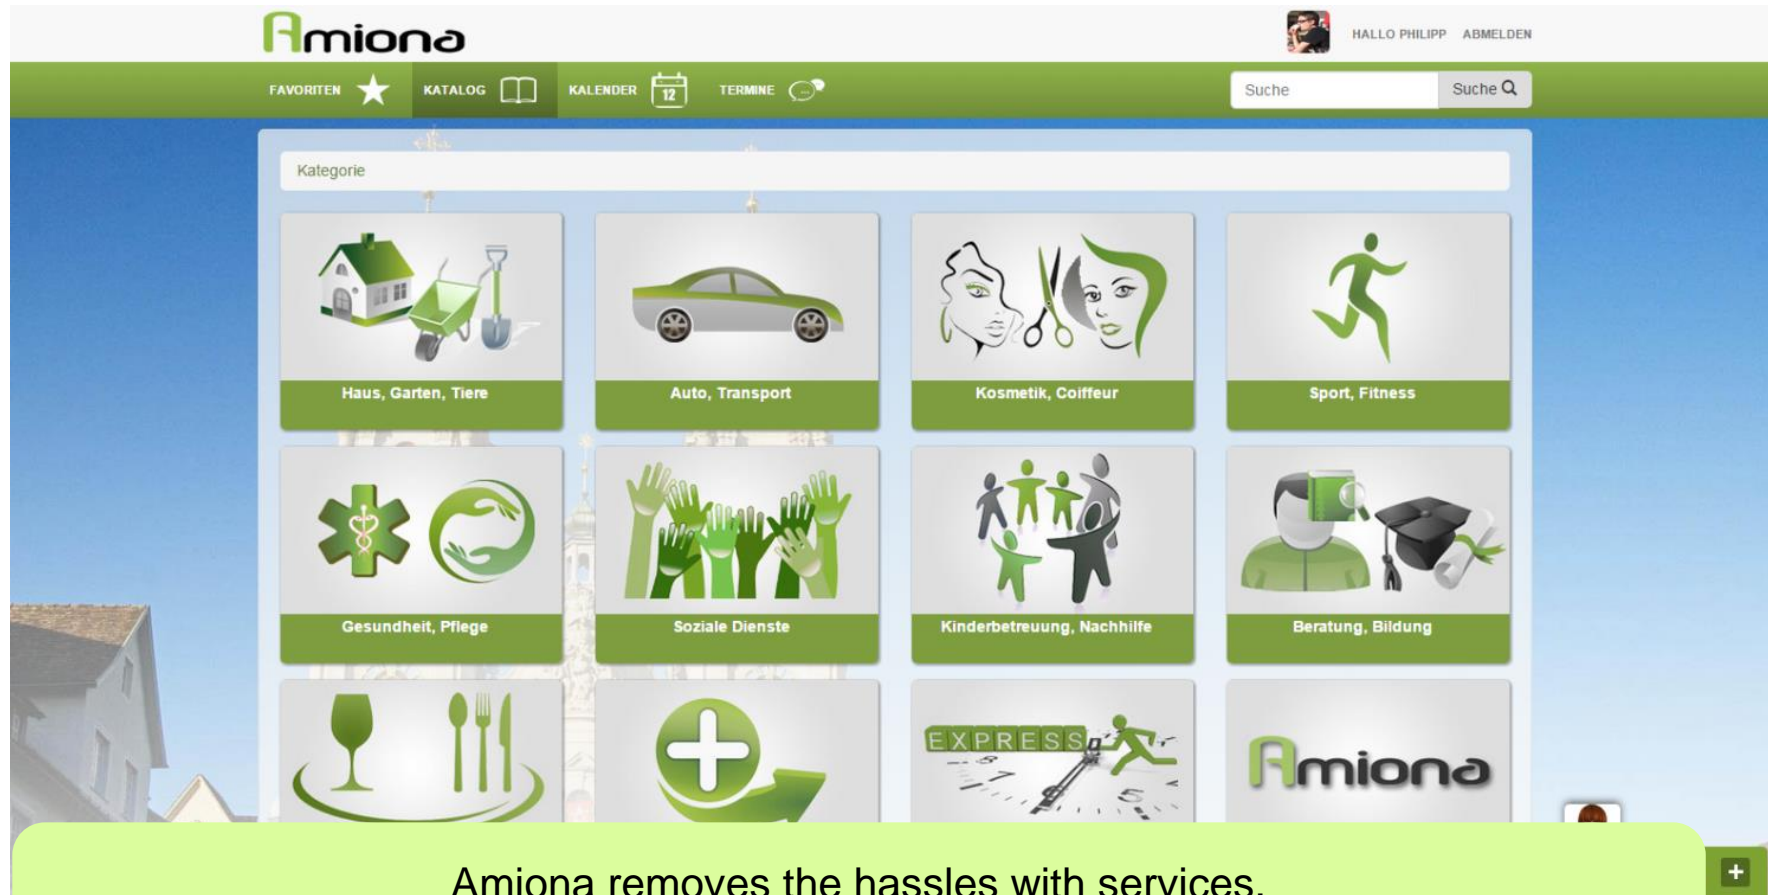 Amiona
HALLO PHILIPP ABMELDEN
FAVORITEN KATALOG KALENDER 12 TERMINE Suche Suche
Kategorie
Haus, Garten, Tiere
Auto, Transport
Kosmetik, Coiffeur
Sport, Fitness
Gesundheit, Pflege
Soziale Dienste
Kinderbetreuung, Nachhilfe
Beratung, Bildung
EXPRESS
Amiona
Amiona removes the hassles with services.